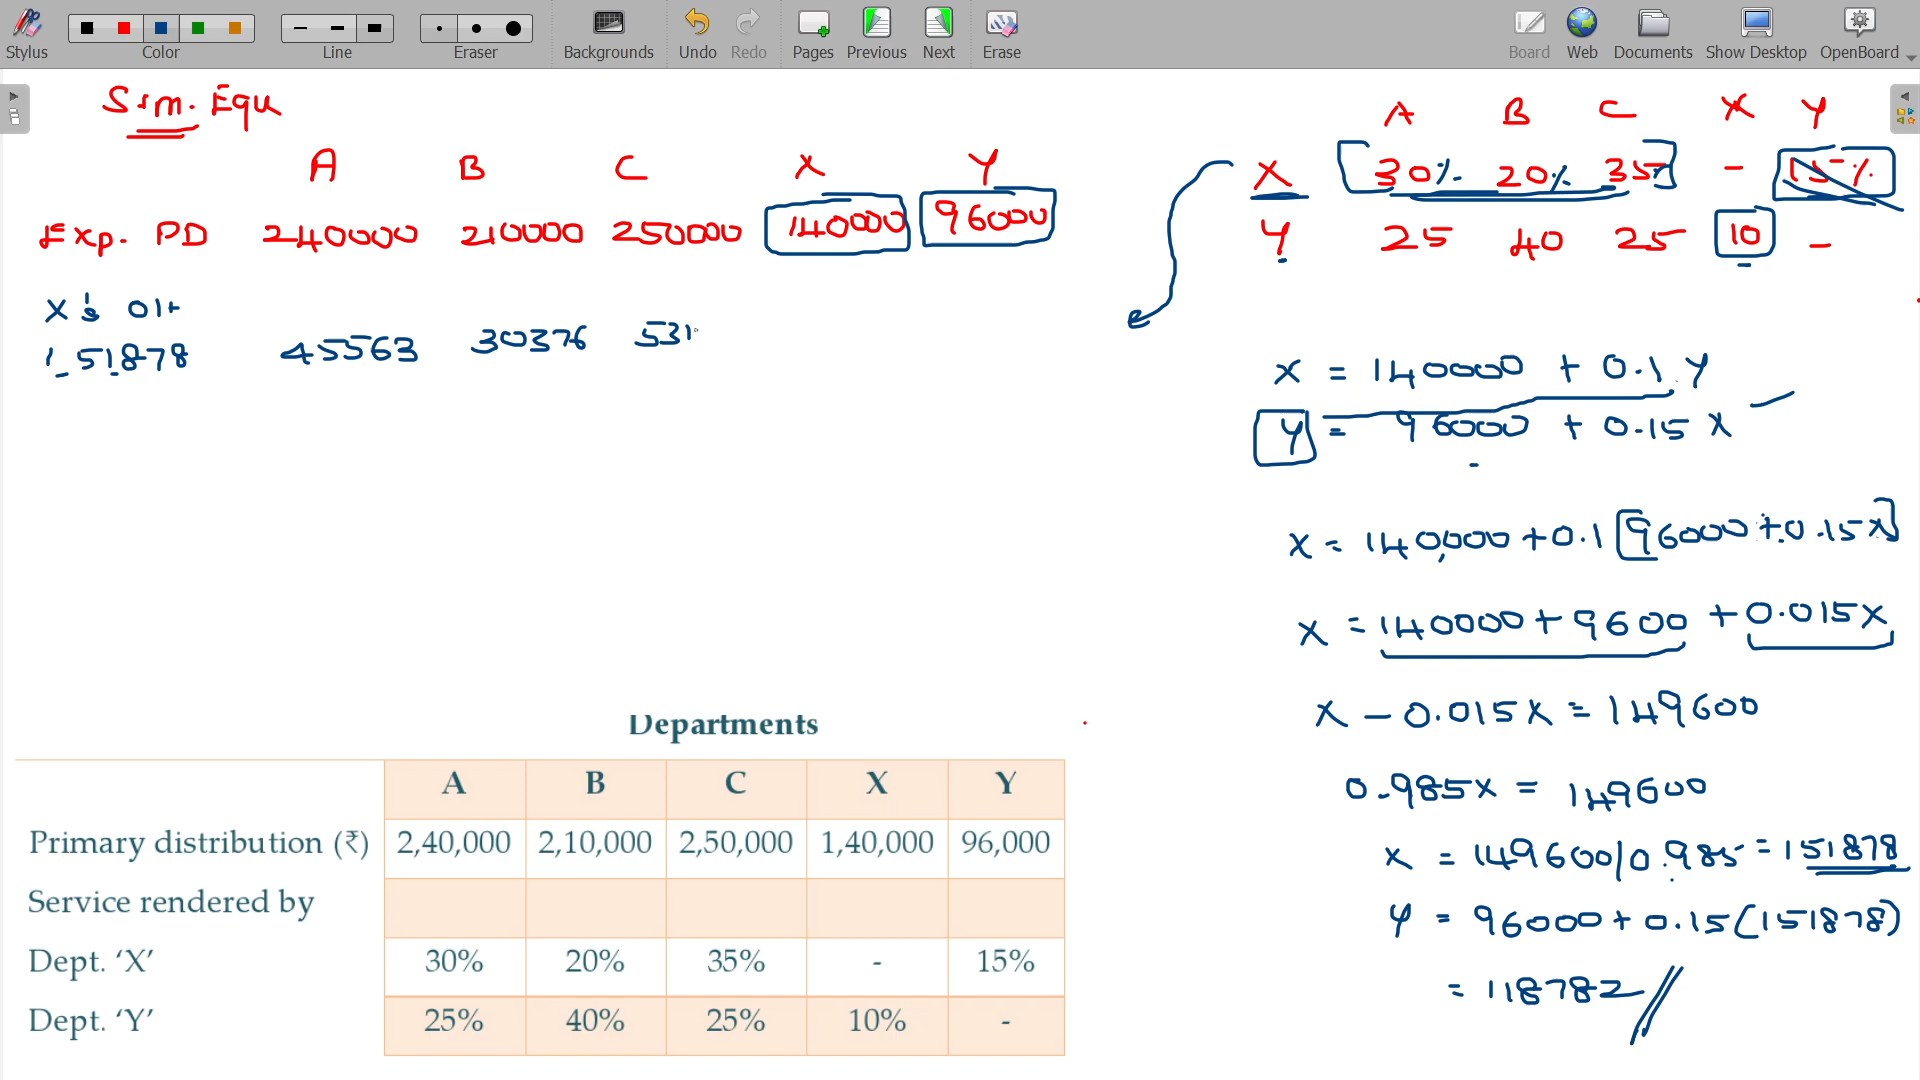 Stylus Color Line Eraser Backgrounds Undo Redo Pages Previous Next Erase Board Web Documents Show Desktop OpenBoard
Sim. Equ
A B C X Y
Exp. PD 240000 210000 250000 140000 96000
X's OH
151878 45563 30376 531
A B C X Y
X 30% 20% 35% - 15%
Y 25 40 25 10 -
X = 140000 + 0.1 Y
Y = 96000 + 0.15 X
X = 140,000 + 0.1 [96000 + 0.15X]
X = 140000 + 9600 + 0.015X
X - 0.015X = 149600
0.985X = 149600
X = 149600/0.985 = 151878
Y = 96000 + 0.15 (151878)
= 118782 //
Departments
A B C X Y
Primary distribution (₹) 2,40,000 2,10,000 2,50,000 1,40,000 96,000
Service rendered by
Dept. ‘X’ 30% 20% 35% - 15%
Dept. ‘Y’ 25% 40% 25% 10% -